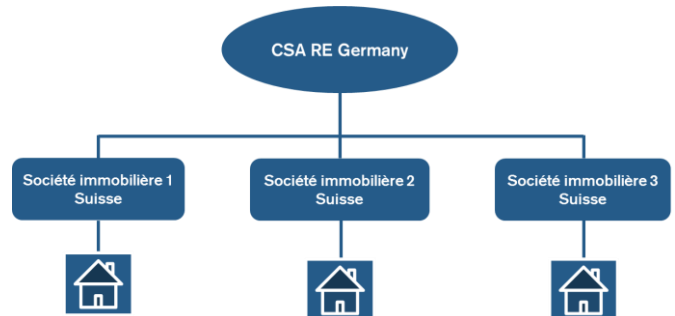 CSA RE Germany
Société immobilière 1
Suisse
Société immobilière 2
Suisse
Société immobilière 3
Suisse